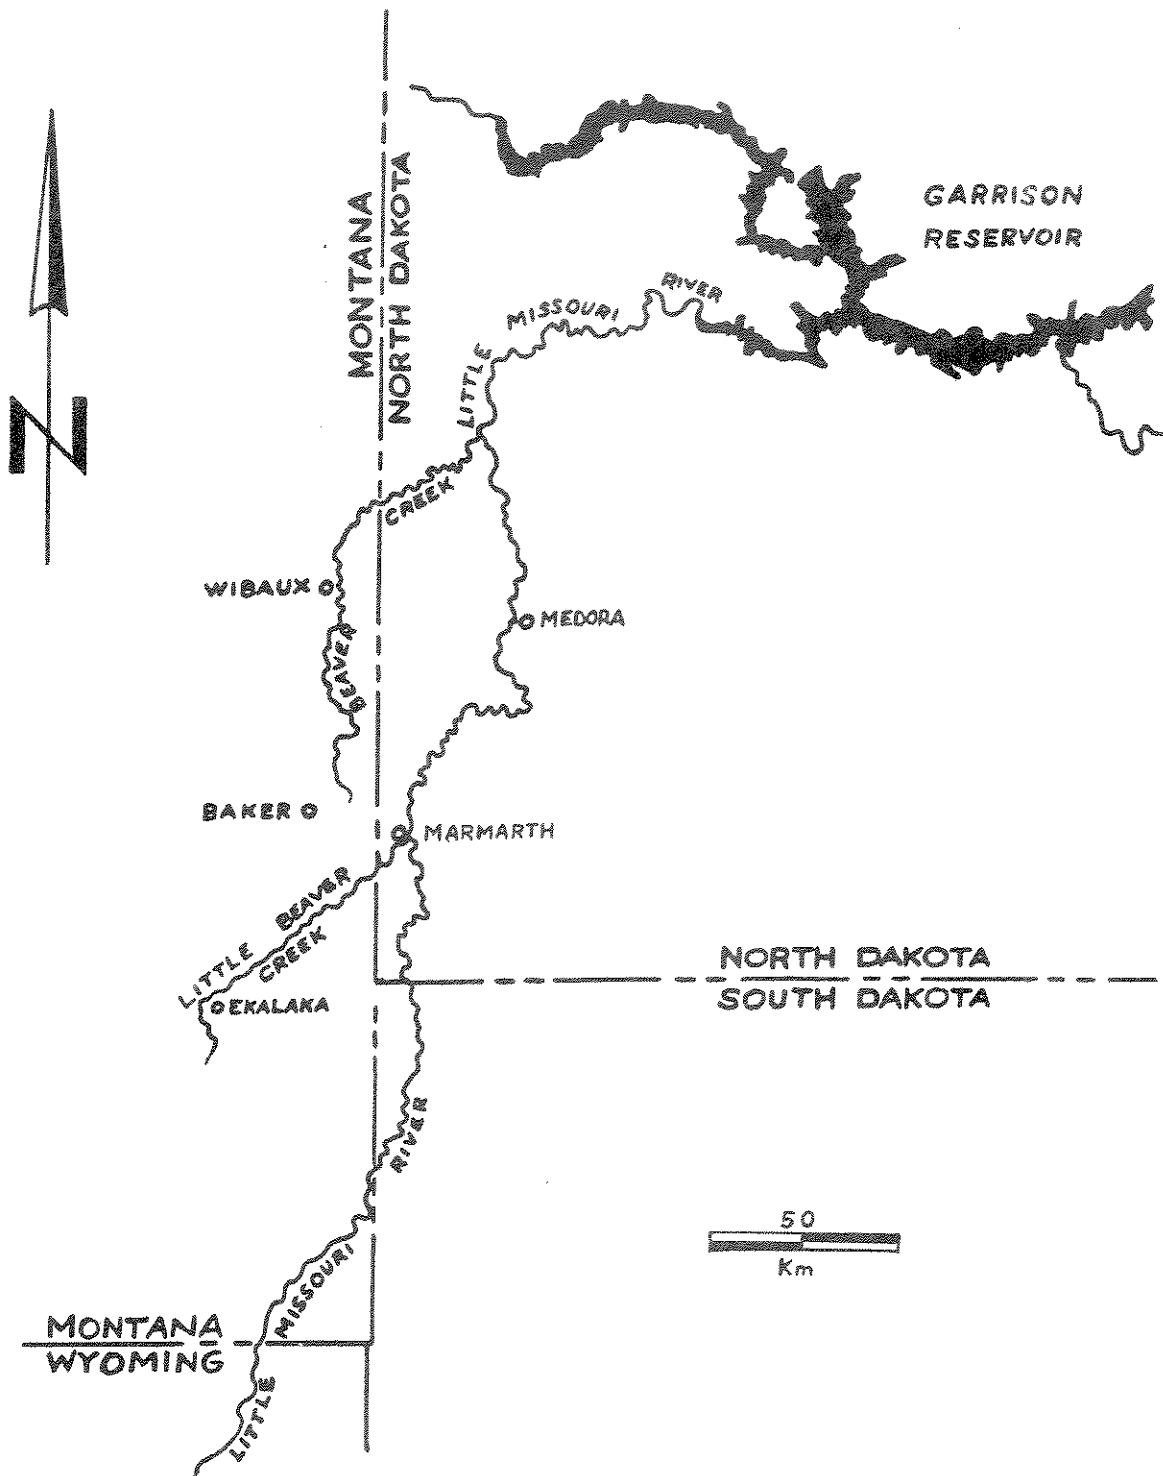 GARRISON
RESERVOIR
MONTANA
NORTH DAKOTA
LITTLE MISSOURI RIVER
BEAVER CREEK
WIBAUX
MEDORA
BAKER
MARMARTH
LITTLE BEAVER
CREEK
EKALAKA
NORTH DAKOTA
SOUTH DAKOTA
LITTLE MISSOURI RIVER
50
Km
MONTANA
WYOMING
N